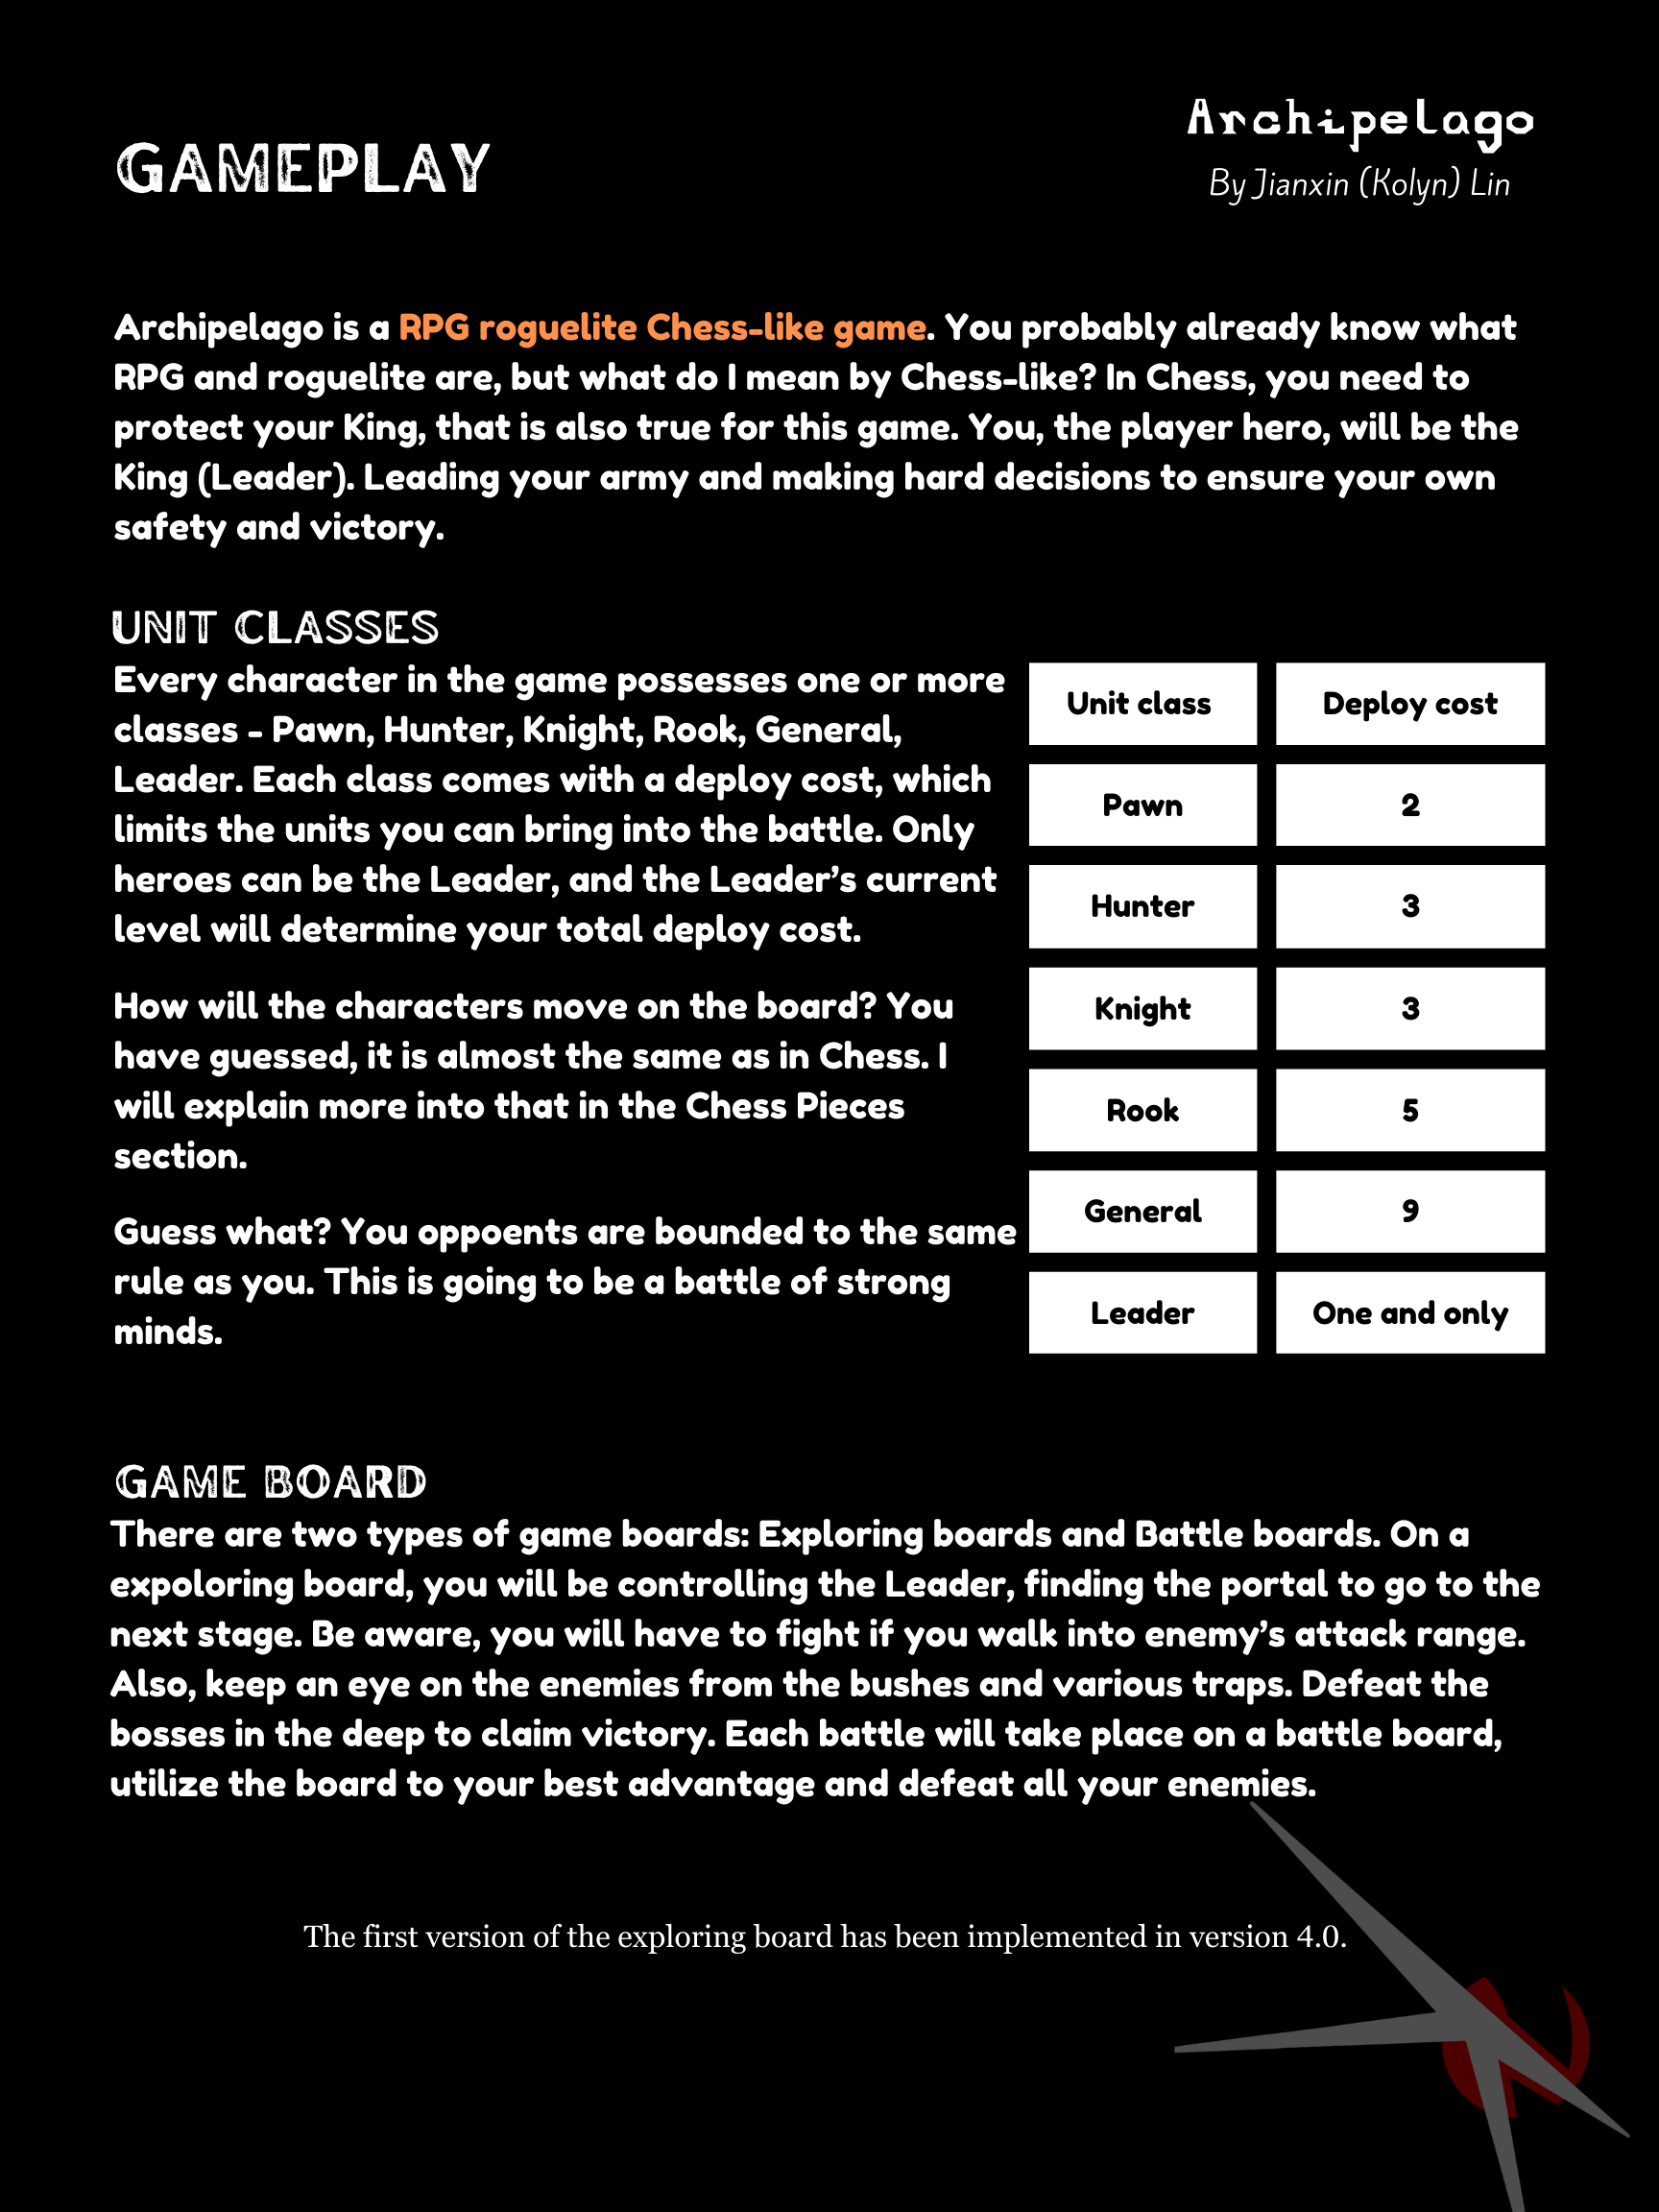 GAMEPLAY
Archipelago
By Jianxin (Kolyn) Lin
Archipelago is a RPG roguelite Chess-like game. You probably already know what
RPG and roguelite are, but what do I mean by Chess-like? In Chess, you need to
protect your King, that is also true for this game. You, the player hero, will be the
King (Leader). Leading your army and making hard decisions to ensure your own
safety and victory.
UNIT CLASSES
Every character in the game possesses one or more
classes - Pawn, Hunter, Knight, Rook, General,
Leader. Each class comes with a deploy cost, which
limits the units you can bring into the battle. Only
heroes can be the Leader, and the Leader's current
level will determine your total deploy cost.
How will the characters move on the board? You
have guessed, it is almost the same as in Chess. I
will explain more into that in the Chess Pieces
section.
Guess what? You oppoents are bounded to the same
rule as you. This is going to be a battle of strong
minds.
Unit class Deploy cost
Pawn 2
Hunter 3
Knight 3
Rook 5
General 9
Leader One and only
GAME BOARD
There are two types of game boards: Exploring boards and Battle boards. On a
expoloring board, you will be controlling the Leader, finding the portal to go to the
next stage. Be aware, you will have to fight if you walk into enemy's attack range.
Also, keep an eye on the enemies from the bushes and various traps. Defeat the
bosses in the deep to claim victory. Each battle will take place on a battle board,
utilize the board to your best advantage and defeat all your enemies.
The first version of the exploring board has been implemented in version 4.0.